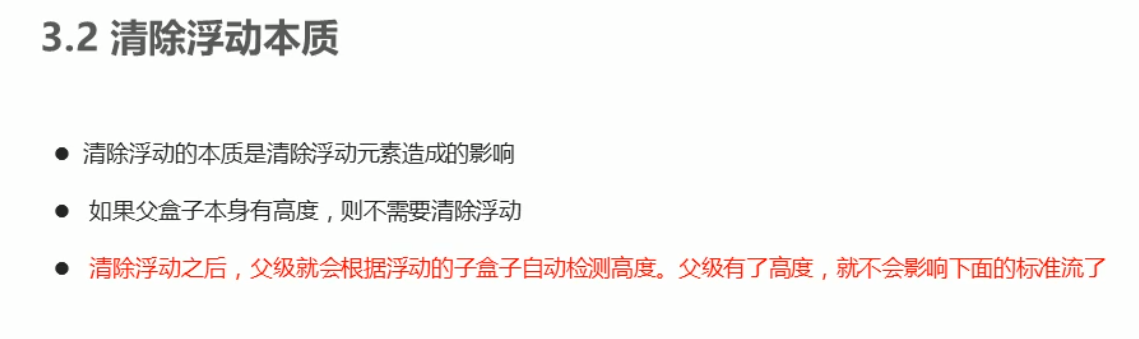 3.2 清除浮动本质
● 清除浮动的本质是清除浮动元素造成的影响
● 如果父盒子本身有高度，则不需要清除浮动
● 清除浮动之后，父级就会根据浮动的子盒子自动检测高度。父级有了高度，就不会影响下面的标准流了